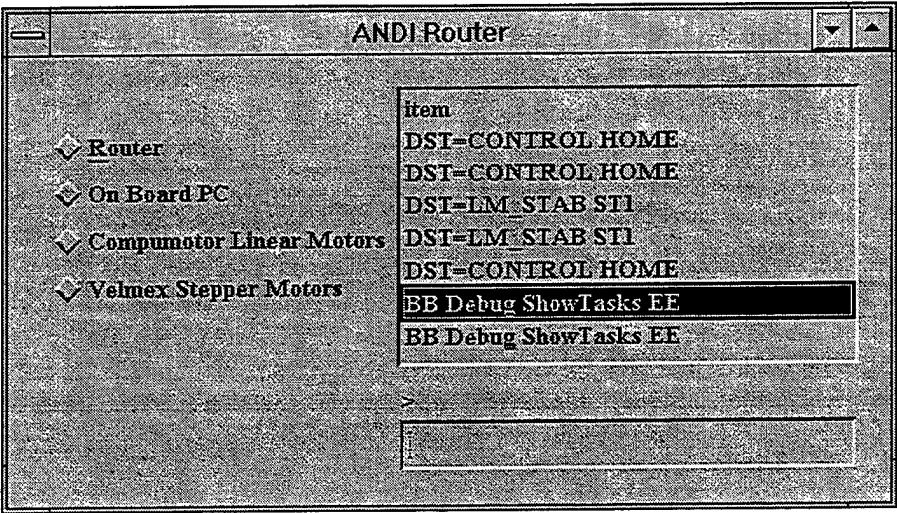 ANDI Router
Router
On Board PC
Compumotor Linear Motors
Velmex Stepper Motors
item
DST=CONTROL HOME
DST=CONTROL HOME
DST=LM_STAB ST1
DST=LM_STAB ST1
DST=CONTROL HOME
BB Debug ShowTasks EE
BB Debug ShowTasks EE
>